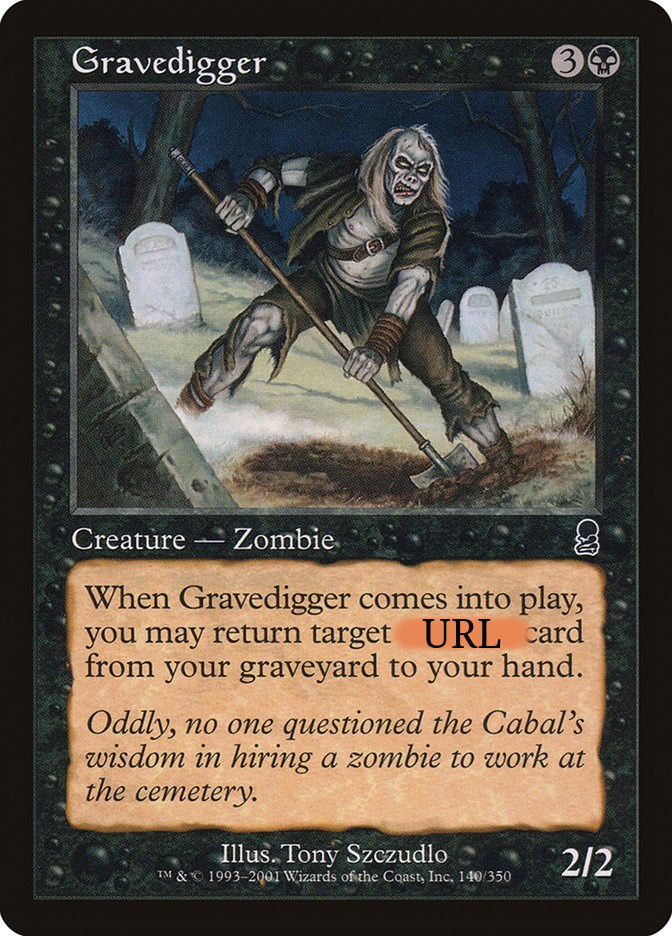 Gravedigger 3
Creature — Zombie
When Gravedigger comes into play,
you may return target URL card
from your graveyard to your hand.
Oddly, no one questioned the Cabal's
wisdom in hiring a zombie to work at
the cemetery.
Illus. Tony Szczudlo
™ & © 1993–2001 Wizards of the Coast, Inc. 140/350
2/2